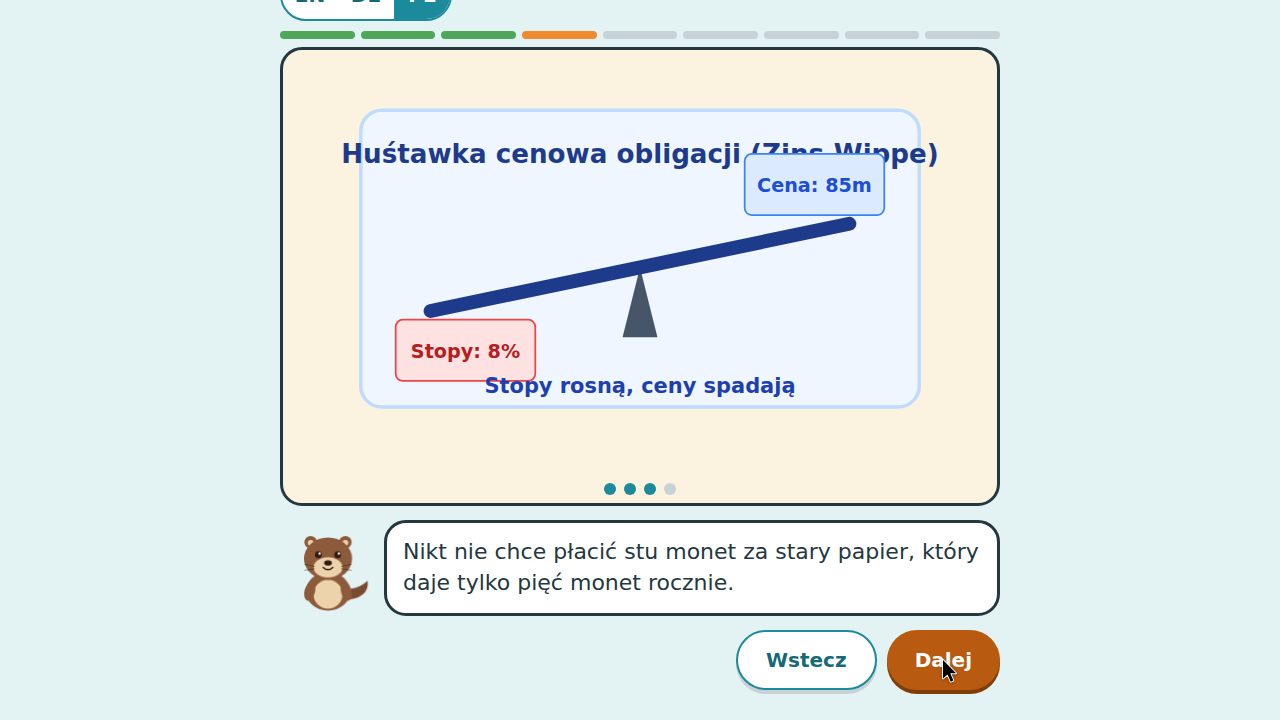 Huśtawka cenowa obligacji (Zins Wippe)
Cena: 85m
Stopy: 8%
Stopy rosną, ceny spadają
Nikt nie chce płacić stu monet za stary papier, który
daje tylko pięć monet rocznie.
Wstecz
Dalej